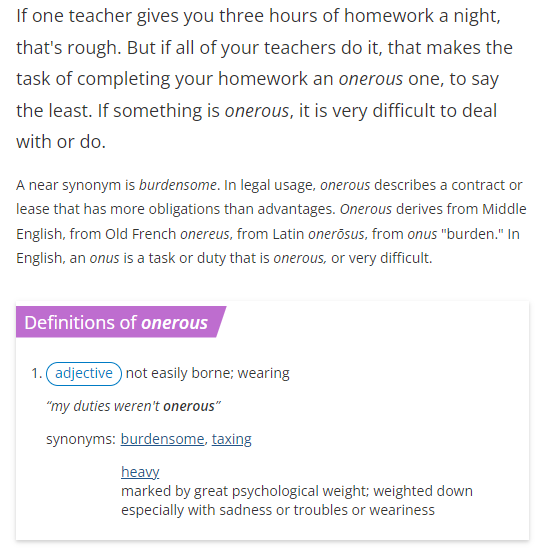 If one teacher gives you three hours of homework a night,
that's rough. But if all of your teachers do it, that makes the
task of completing your homework an onerous one, to say
the least. If something is onerous, it is very difficult to deal
with or do.
A near synonym is burdensome. In legal usage, onerous describes a contract or
lease that has more obligations than advantages. Onerous derives from Middle
English, from Old French onereus, from Latin onerōsus, from onus "burden." In
English, an onus is a task or duty that is onerous, or very difficult.
Definitions of onerous
1. adjective not easily borne; wearing
“my duties weren't onerous”
synonyms: burdensome, taxing
heavy
marked by great psychological weight; weighted down
especially with sadness or troubles or weariness